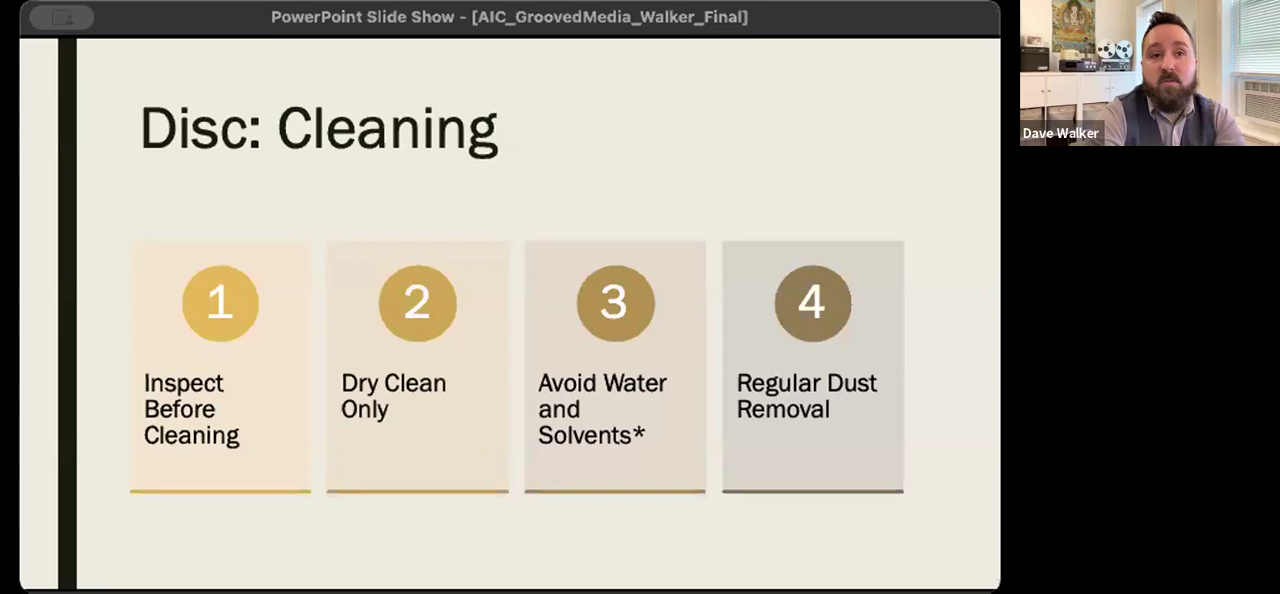 PowerPoint Slide Show - [AIC_GroovedMedia_Walker_Final]
Dave Walker
Disc: Cleaning
1
Inspect
Before
Cleaning
2
Dry Clean
Only
3
Avoid Water
and
Solvents*
4
Regular Dust
Removal